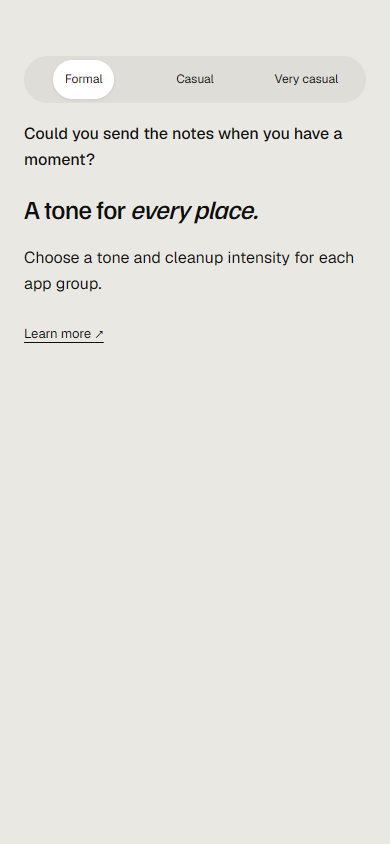 Formal Casual Very casual
Could you send the notes when you have a
moment?
A tone for every place.
Choose a tone and cleanup intensity for each
app group.
Learn more ↗